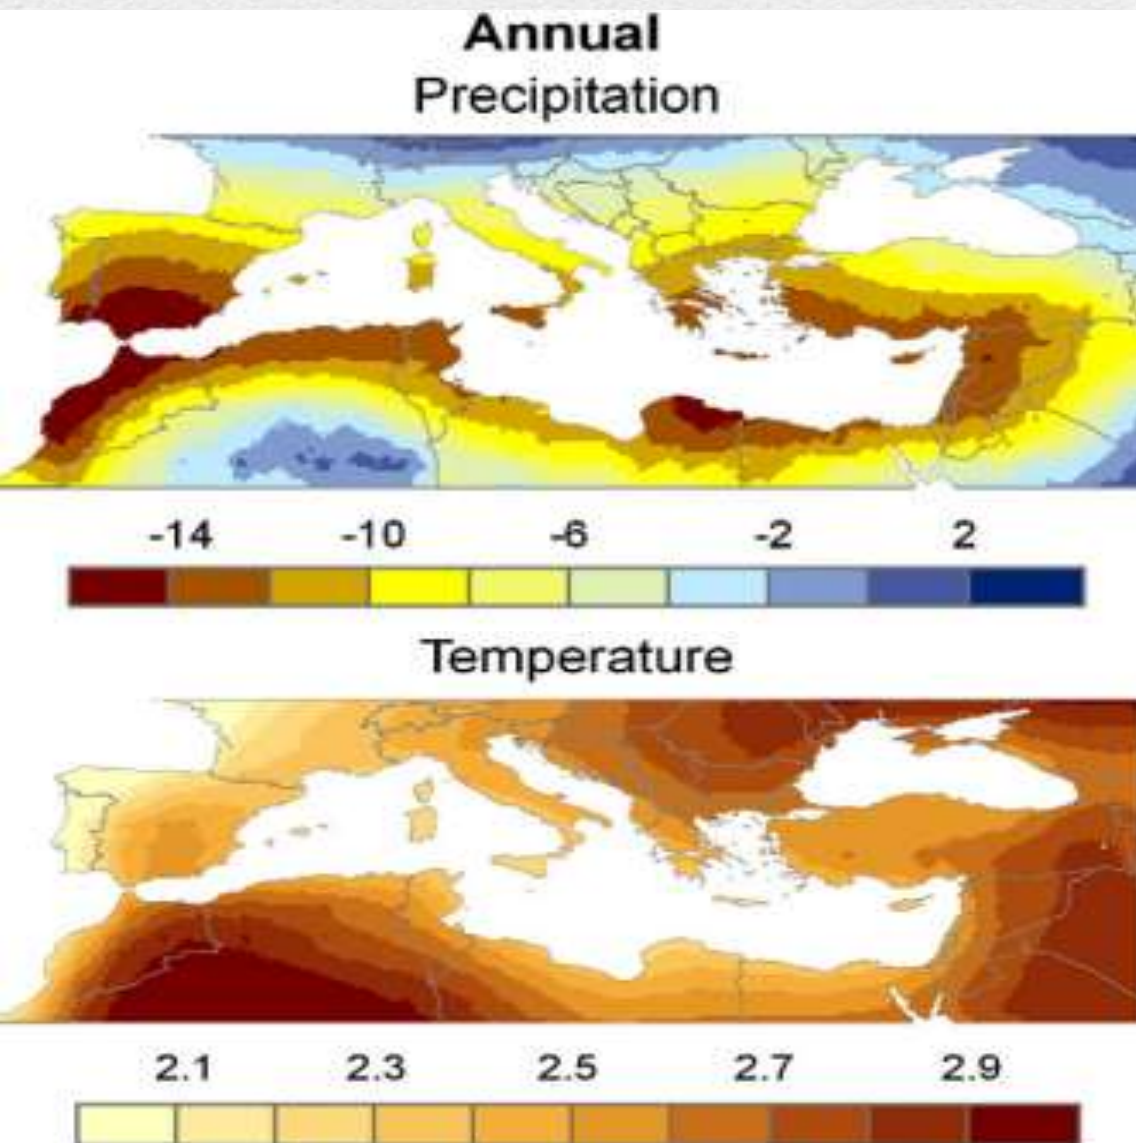 Annual
Precipitation
-14 -10 -6 -2 2
Temperature
2.1 2.3 2.5 2.7 2.9